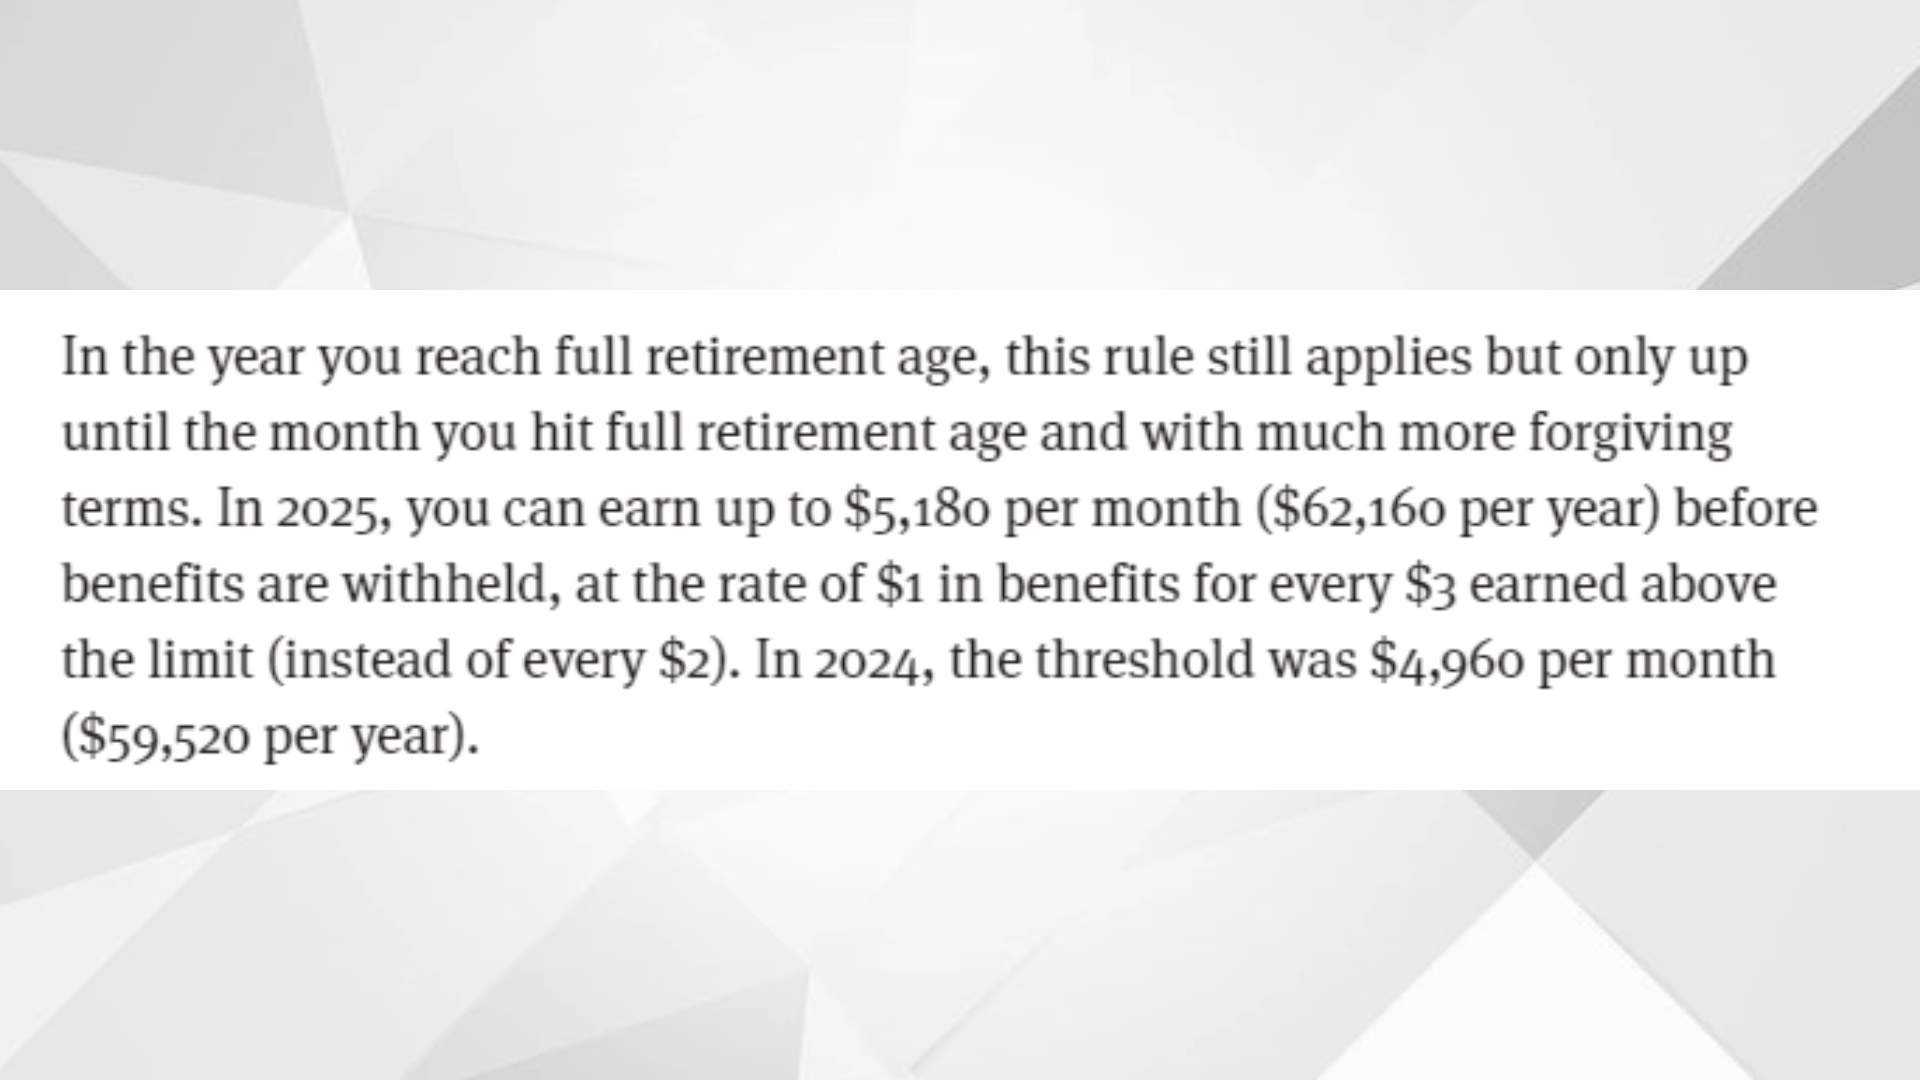 In the year you reach full retirement age, this rule still applies but only up
until the month you hit full retirement age and with much more forgiving
terms. In 2025, you can earn up to $5,180 per month ($62,160 per year) before
benefits are withheld, at the rate of $1 in benefits for every $3 earned above
the limit (instead of every $2). In 2024, the threshold was $4,960 per month
($59,520 per year).